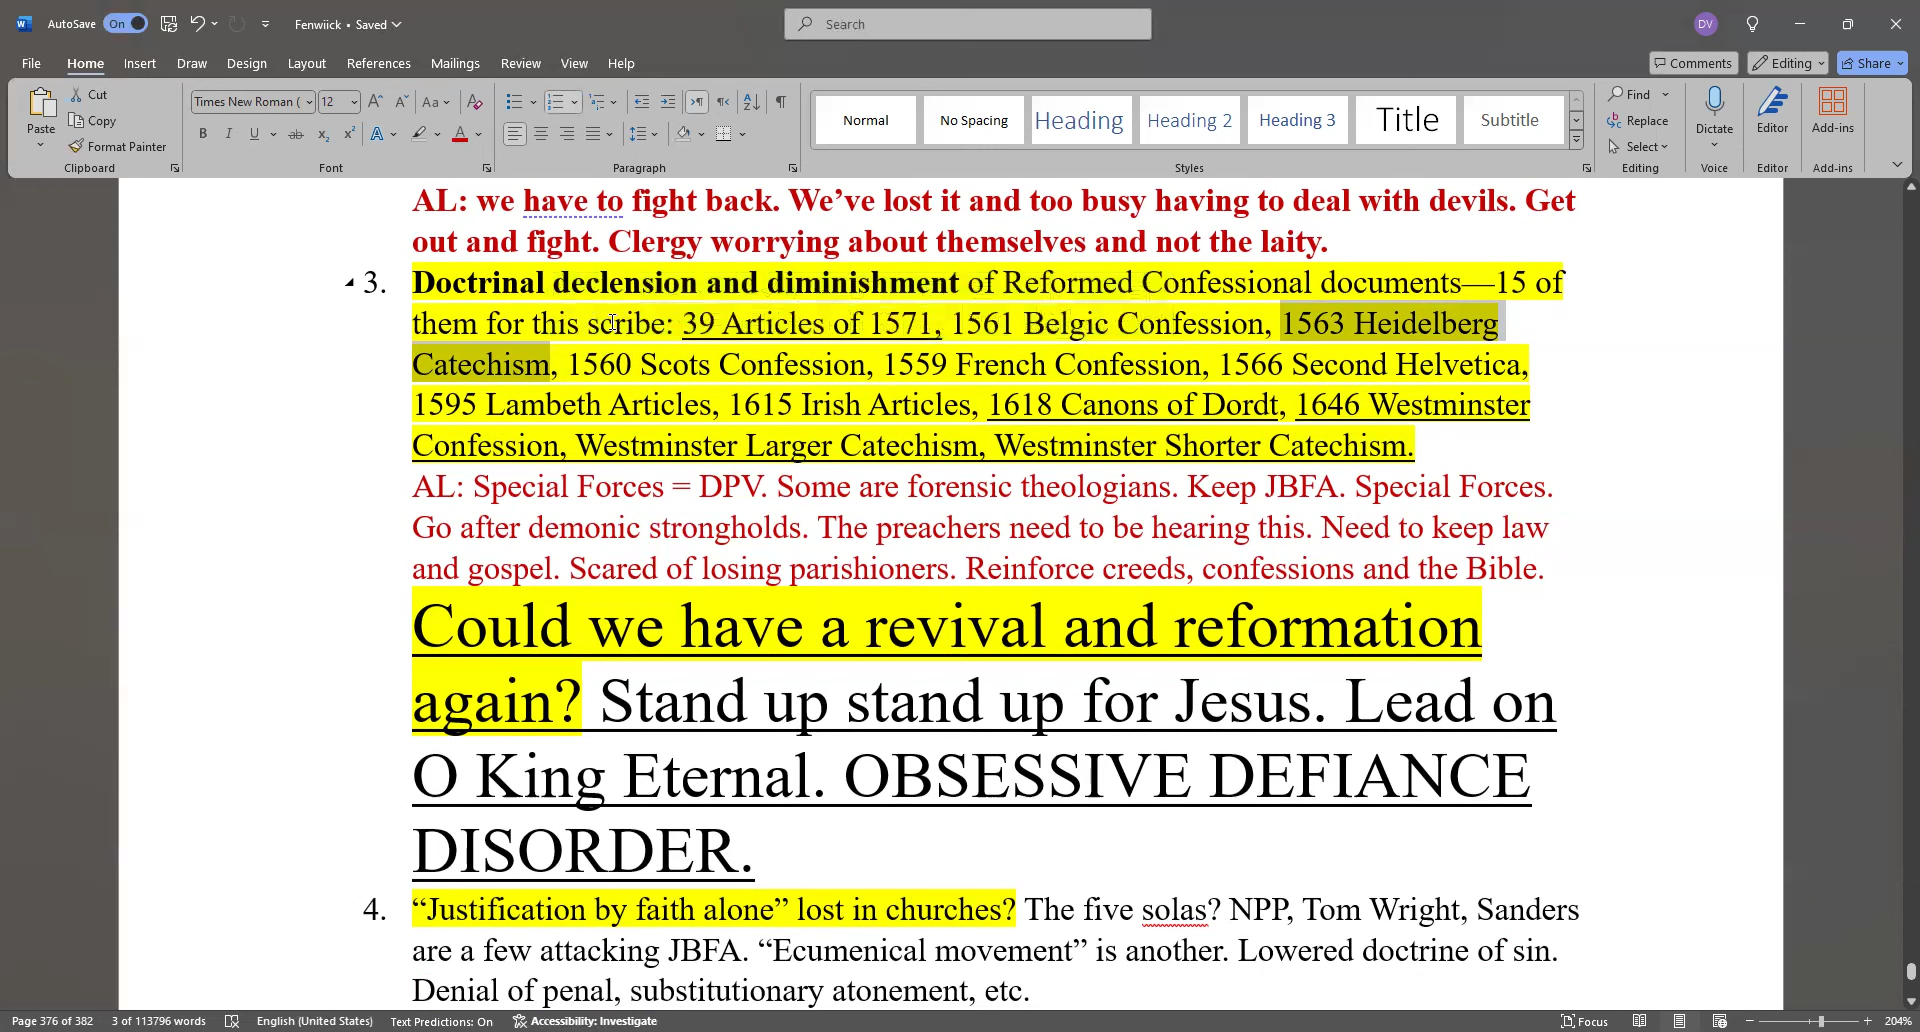 AutoSave On Fenwiick • Saved Search DV
File Home Insert Draw Design Layout References Mailings Review View Help Comments Editing Share
Paste Cut Copy Format Painter Clipboard
Times New Roman ( 12 Font
Paragraph
Normal No Spacing Heading Heading 2 Heading 3 Title Subtitle Styles
Find Replace Select Editing
Dictate Voice
Editor Editor
Add-ins Add-ins
AL: we have to fight back. We’ve lost it and too busy having to deal with devils. Get
out and fight. Clergy worrying about themselves and not the laity.
3. Doctrinal declension and diminishment of Reformed Confessional documents—15 of
them for this scribe: 39 Articles of 1571, 1561 Belgic Confession, 1563 Heidelberg
Catechism, 1560 Scots Confession, 1559 French Confession, 1566 Second Helvetica,
1595 Lambeth Articles, 1615 Irish Articles, 1618 Canons of Dordt, 1646 Westminster
Confession, Westminster Larger Catechism, Westminster Shorter Catechism.
AL: Special Forces = DPV. Some are forensic theologians. Keep JBFA. Special Forces.
Go after demonic strongholds. The preachers need to be hearing this. Need to keep law
and gospel. Scared of losing parishioners. Reinforce creeds, confessions and the Bible.
Could we have a revival and reformation
again? Stand up stand up for Jesus. Lead on
O King Eternal. OBSESSIVE DEFIANCE
DISORDER.
4. “Justification by faith alone” lost in churches? The five solas? NPP, Tom Wright, Sanders
are a few attacking JBFA. “Ecumenical movement” is another. Lowered doctrine of sin.
Denial of penal, substitutionary atonement, etc.
Page 376 of 382 3 of 113796 words English (United States) Text Predictions: On Accessibility: Investigate Focus 204%